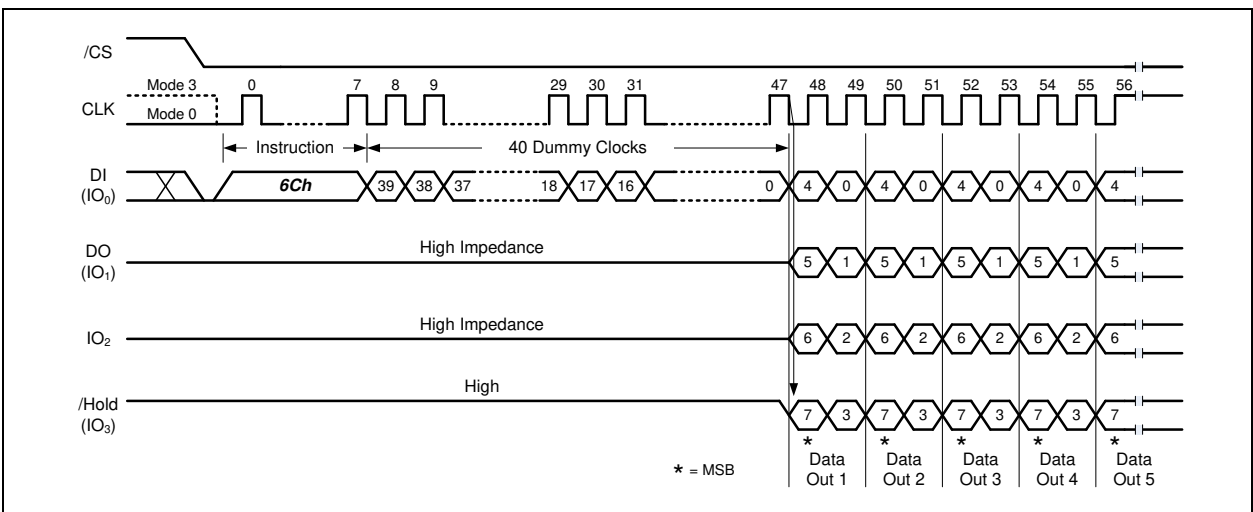 /CS
Mode 3 0 7 8 9 29 30 31 47 48 49 50 51 52 53 54 55 56
CLK
Mode 0
Instruction 40 Dummy Clocks
DI
(IO0)
6Ch 39 38 37 18 17 16 0 4 0 4 0 4 0 4 0 4
High Impedance
DO
(IO1)
5 1 5 1 5 1 5 1 5
High Impedance
IO2
6 2 6 2 6 2 6 2 6
High
/Hold
(IO3)
7 3 7 3 7 3 7 3 7
* * * * *
* = MSB
Data Data Data Data Data
Out 1 Out 2 Out 3 Out 4 Out 5